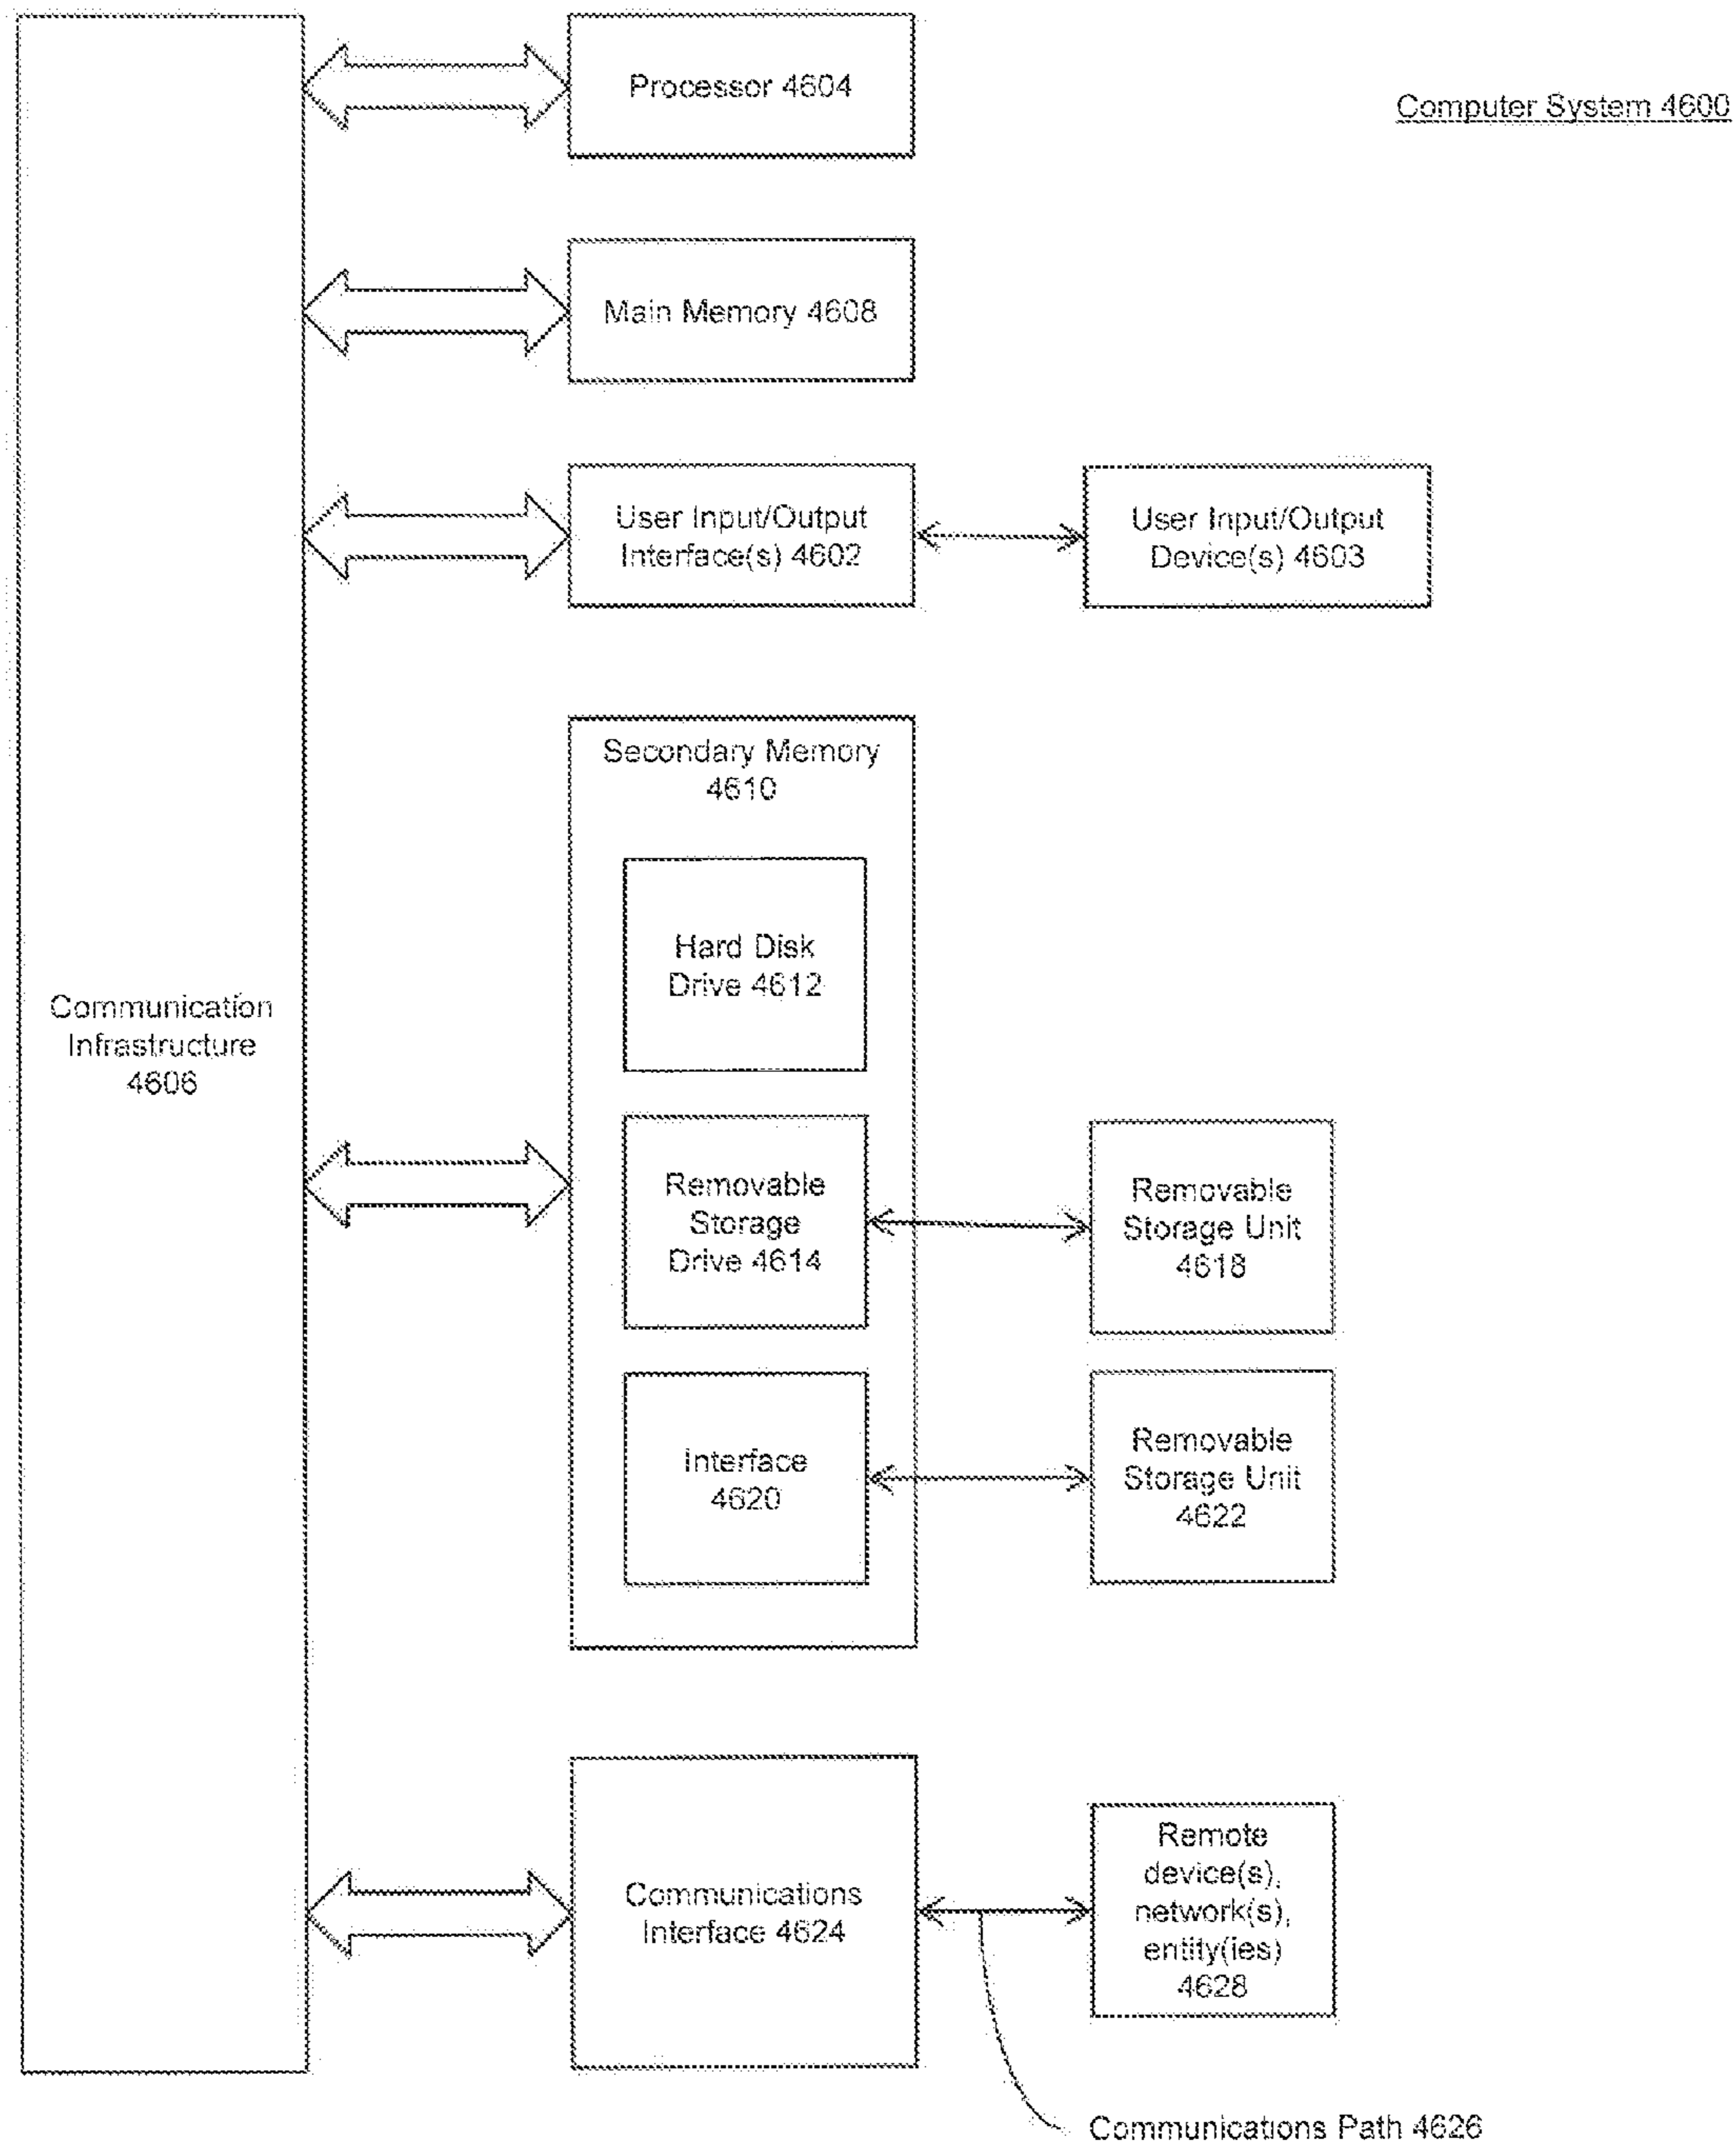 Processor 4604
Computer System 4600
Main Memory 4608
User Input/Output
Interface(s) 4602
User Input/Output
Device(s) 4603
Secondary Memory
4610
Hard Disk
Drive 4612
Communication
Infrastructure
4606
Removable
Storage
Drive 4614
Removable
Storage Unit
4618
Interface
4620
Removable
Storage Unit
4622
Communications
Interface 4624
Remote
device(s),
network(s),
entity(ies)
4628
Communications Path 4626